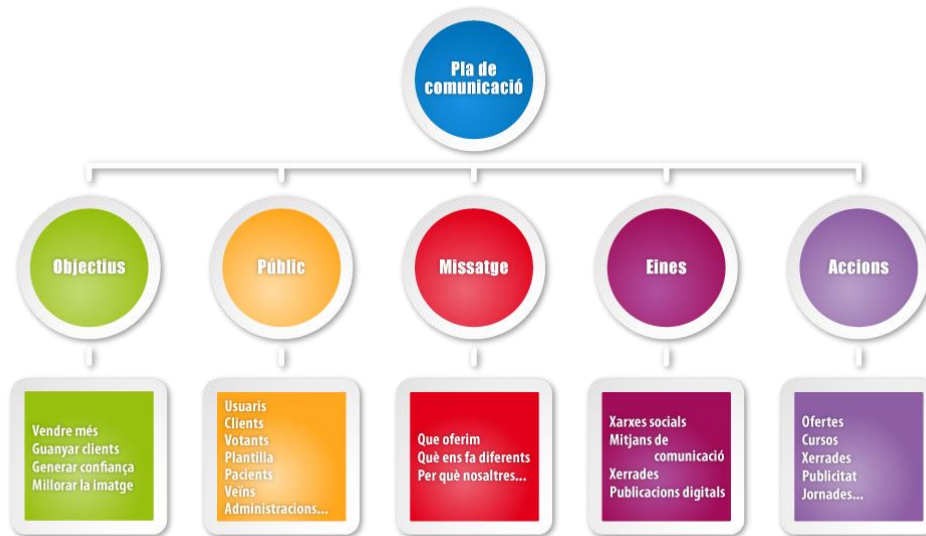 Pla de
comunicació
Objectius
Públic
Missatge
Eines
Accions
Vendre més
Guanyar clients
Generar confiança
Millorar la imatge
Usuaris
Clients
Votants
Plantilla
Pacients
Veïns
Administracions...
Que oferim
Què ens fa diferents
Per què nosaltres...
Xarxes socials
Mitjans de
comunicació
Xerrades
Publicacions digitals
Ofertes
Cursos
Xerrades
Publicitat
Jornades...